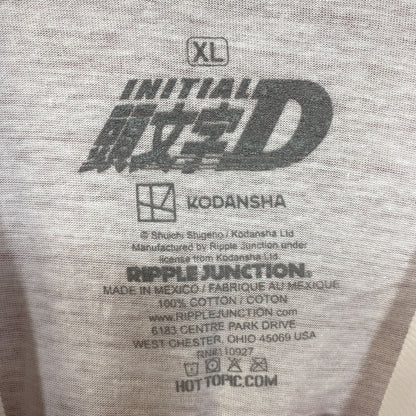 XL
INITIAL D
頭文字
KODANSHA
© Shuichi Shigeno / Kodansha Ltd
Manufactured by Ripple Junction under
license from Kodansha Ltd.
RIPPLE JUNCTION®
MADE IN MEXICO / FABRIQUE AU MEXIQUE
100% COTTON / COTON
www.RIPPLEJUNCTION.com
6183 CENTRE PARK DRIVE
WEST CHESTER, OHIO 45069 USA
RN#110927
HOTTOPIC.COM